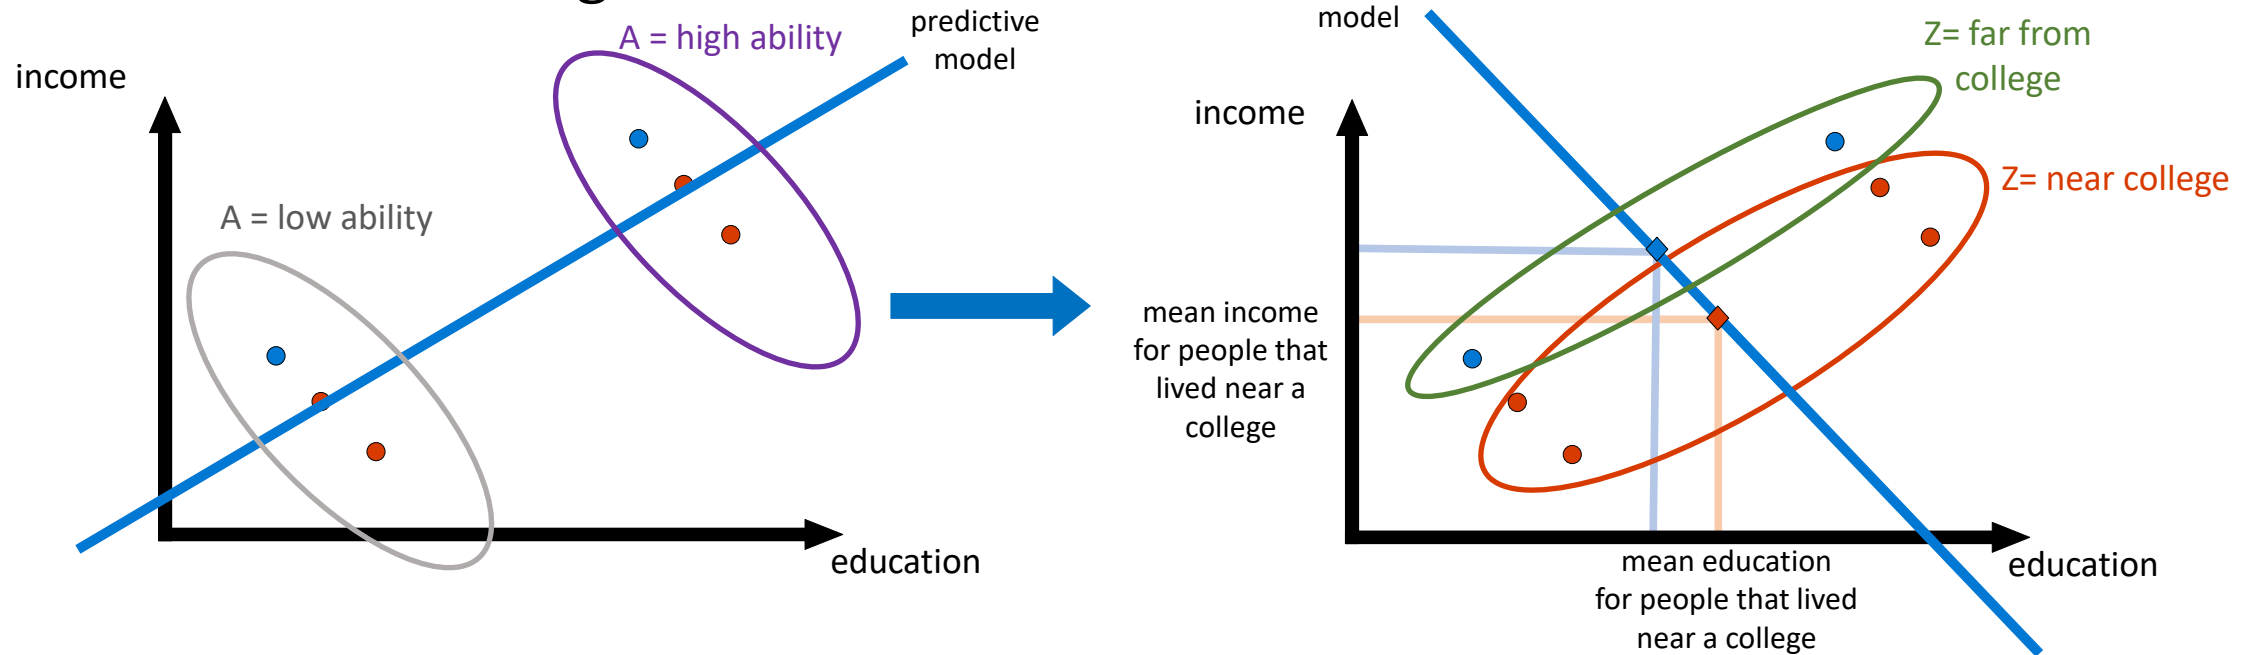 A = high ability
predictive
model
income
A = low ability
education
model
Z= far from
college
income
Z= near college
mean income
for people that
lived near a
college
mean education
for people that lived
near a college
education